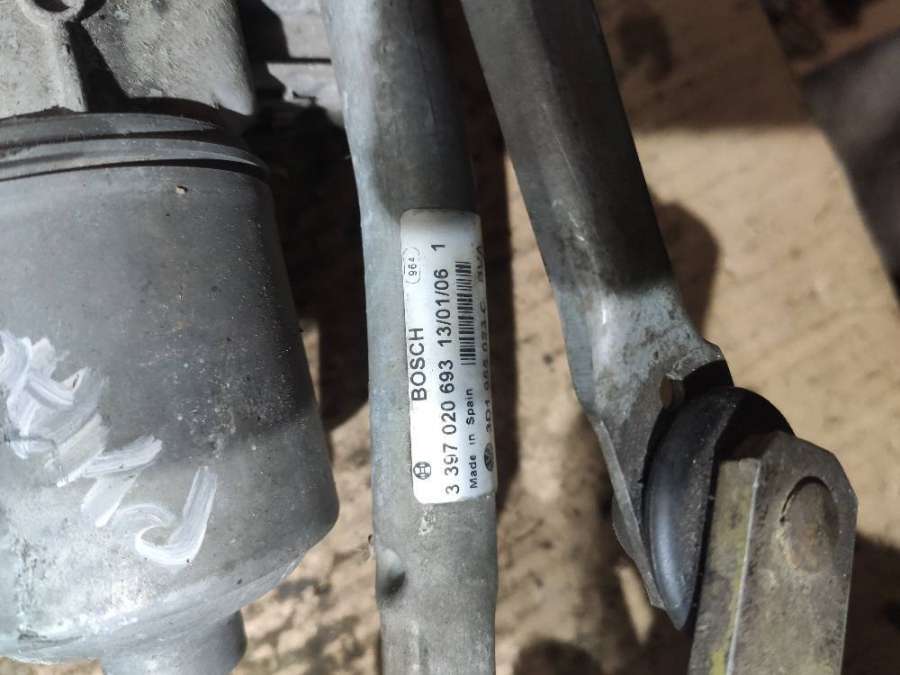 964
BOSCH
3 397 020 693 13/01/06 1
Made in Spain